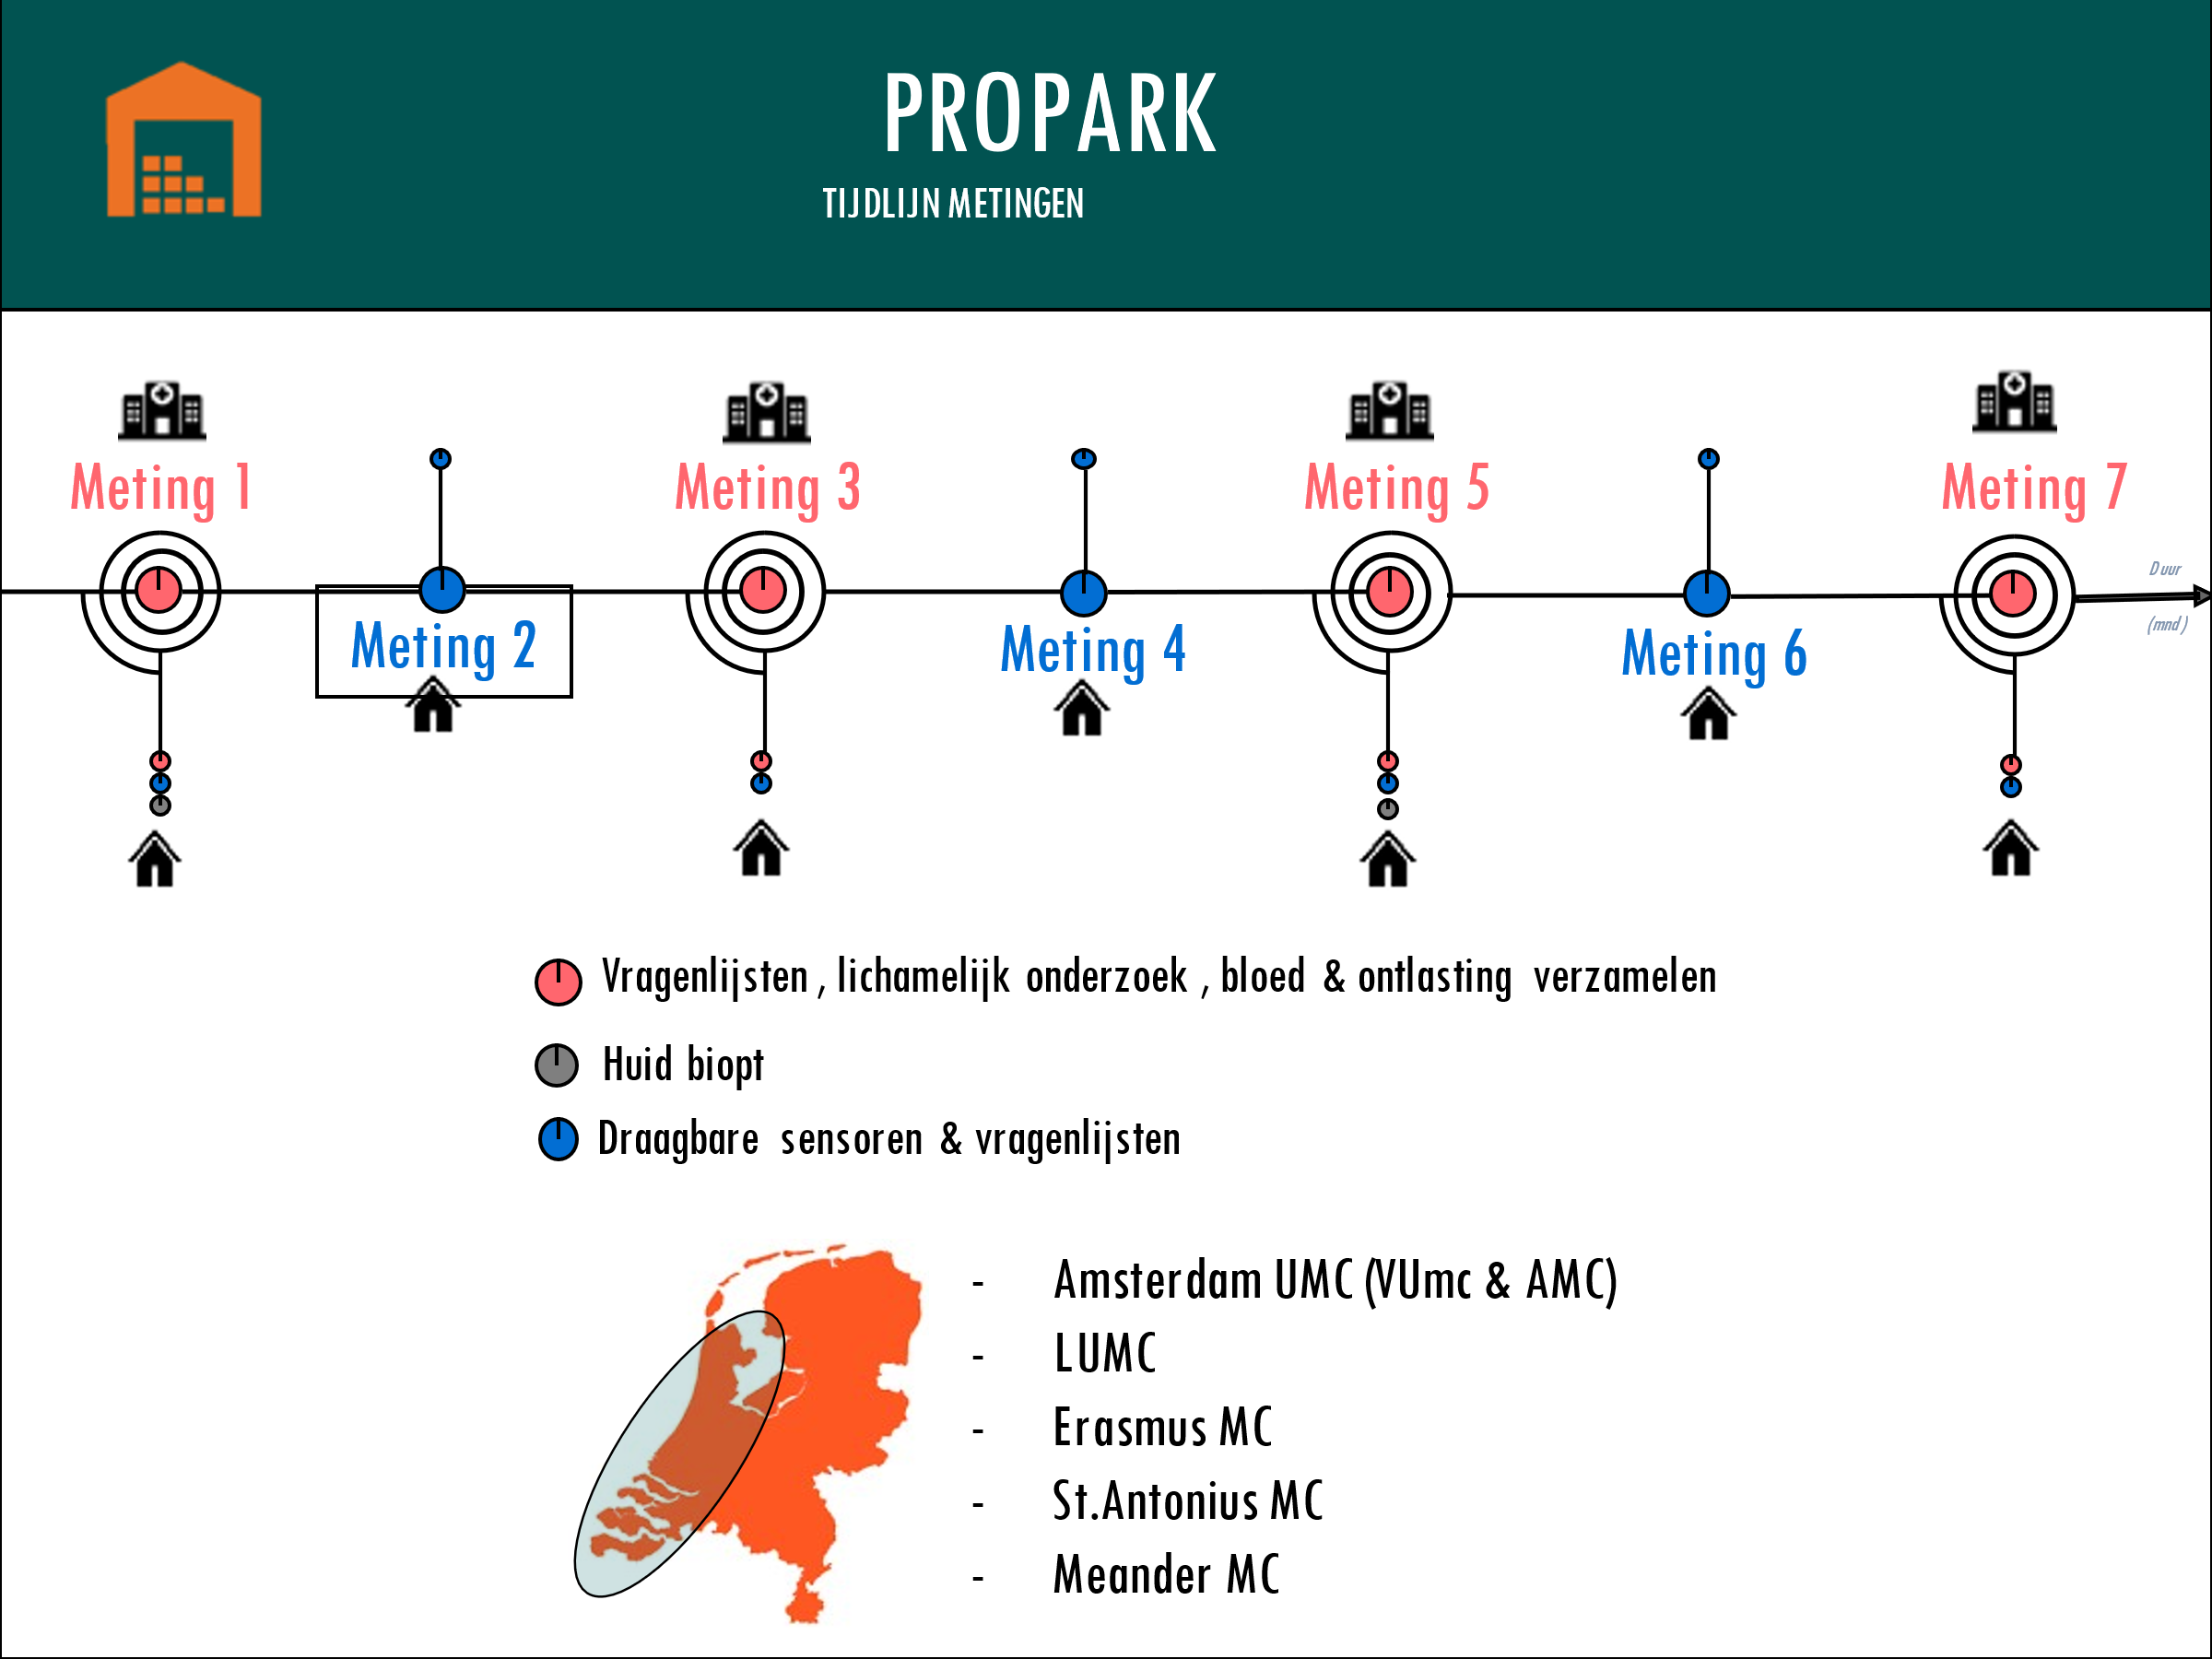 PROPARK
TIJDLIJN METINGEN
Meting 1
Meting 3
Meting 5
Meting 7
Duur
(mnd)
Meting 2
Meting 4
Meting 6
Vragenlijsten , lichamelijk onderzoek , bloed & ontlasting verzamelen
Huid biopt
Draagbare sensoren & vragenlijsten
- Amsterdam UMC (VUmc & AMC)
- LUMC
- Erasmus MC
- St.Antonius MC
- Meander MC